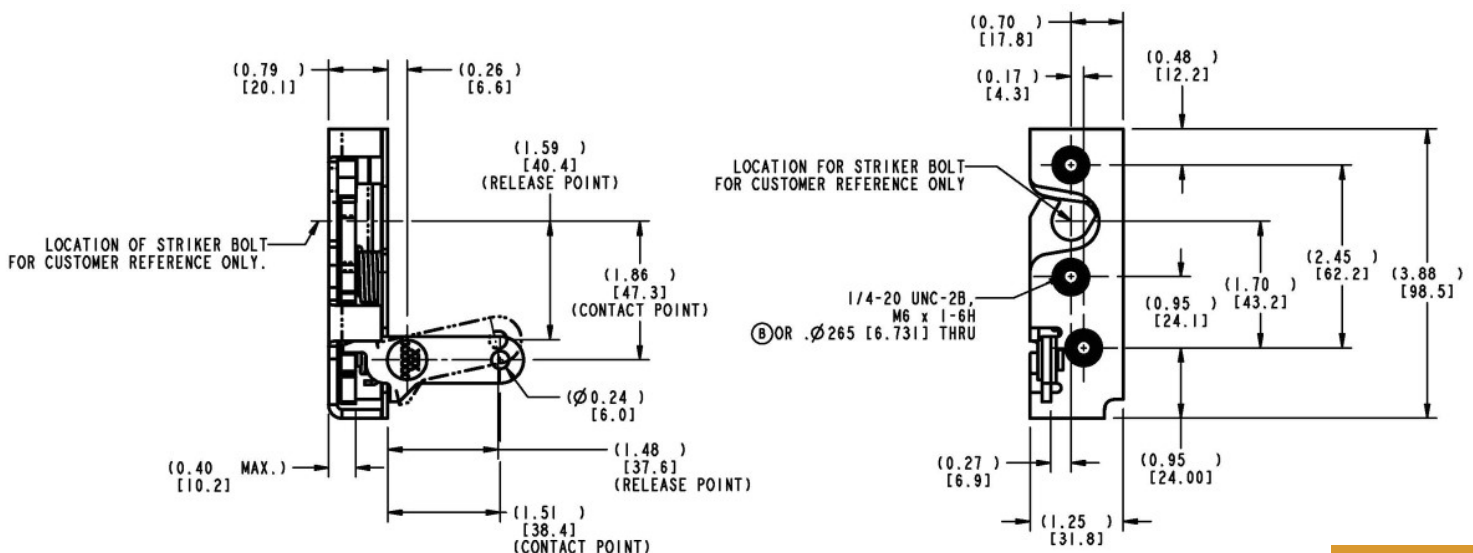 (0.79 )
[20.1]
(0.26 )
[6.6]
(1.59 )
[40.4]
(RELEASE POINT)
LOCATION OF STRIKER BOLT
FOR CUSTOMER REFERENCE ONLY.
(1.86 )
[47.3]
(CONTACT POINT)
(Ø0.24 )
[6.0]
(0.40 MAX.)
[10.2]
(1.48 )
[37.6]
(RELEASE POINT)
(1.51 )
[38.4]
(CONTACT POINT)
(0.70 )
[17.8]
(0.17 )
[4.3]
(0.48 )
[12.2]
LOCATION FOR STRIKER BOLT
FOR CUSTOMER REFERENCE ONLY
1/4-20 UNC-2B,
M6 x 1-6H
(B)OR .Ø265 [6.731] THRU
(0.95 )
[24.1]
(1.70 )
[43.2]
(2.45 )
[62.2]
(3.88 )
[98.5]
(0.27 )
[6.9]
(0.95 )
[24.00]
(1.25 )
[31.8]